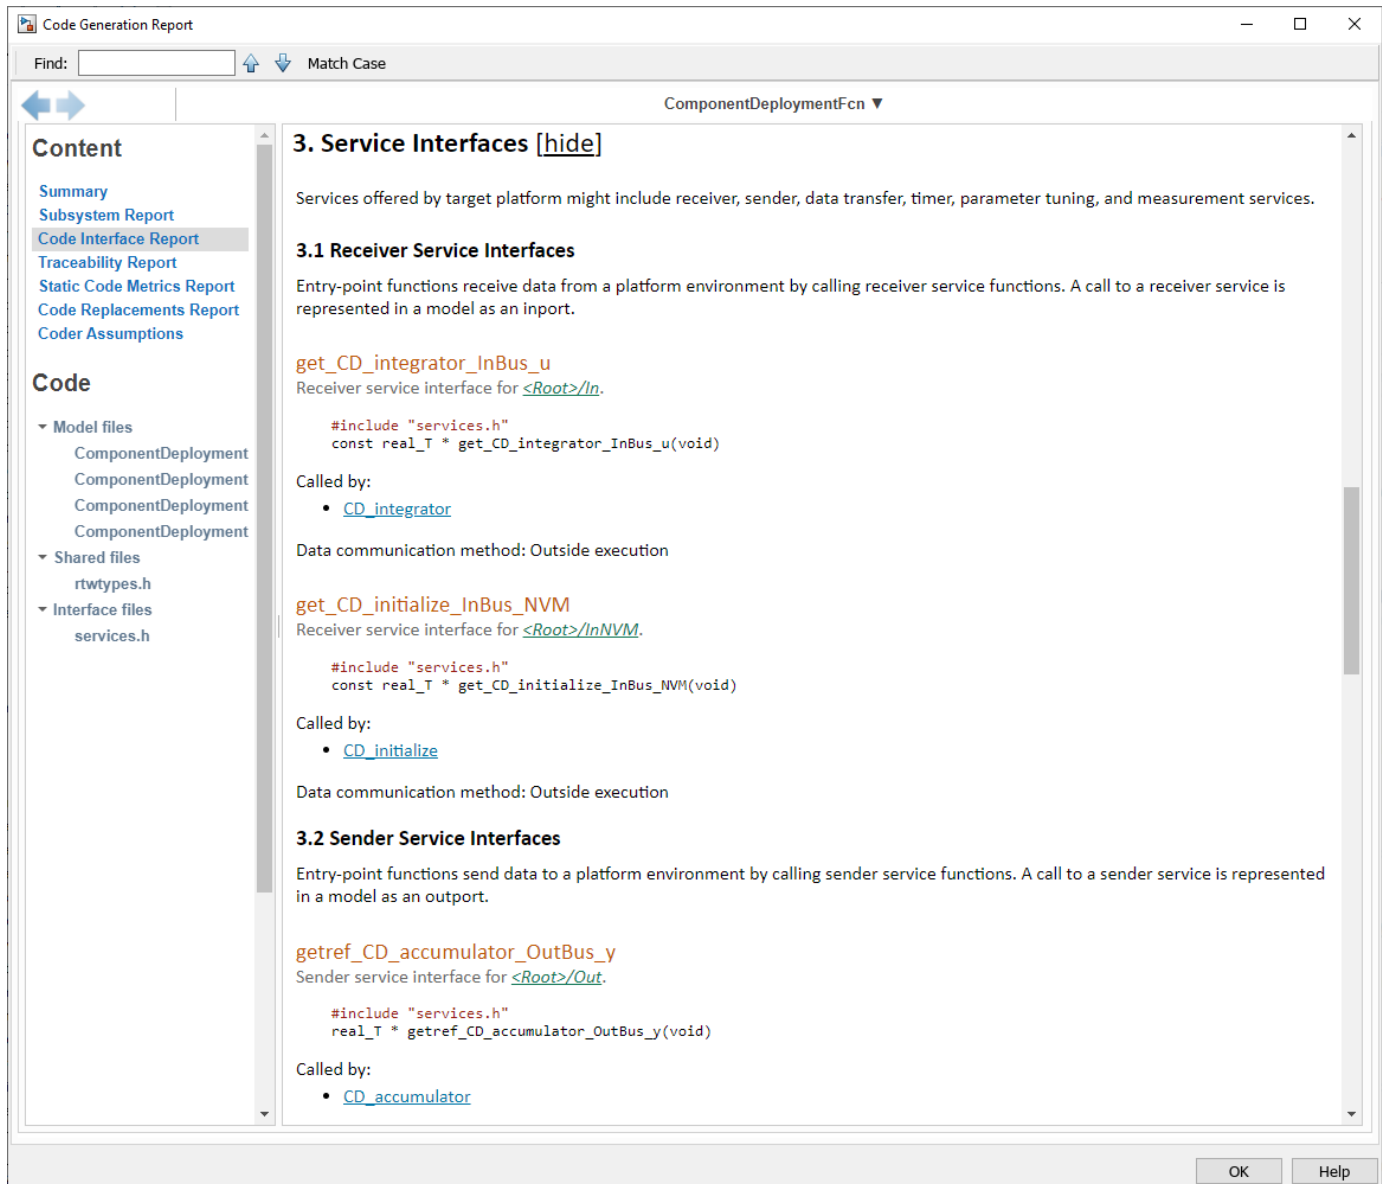 Code Generation Report
Find:
Match Case
ComponentDeploymentFcn ▼
Content
Summary
Subsystem Report
Code Interface Report
Traceability Report
Static Code Metrics Report
Code Replacements Report
Coder Assumptions
Code
Model files
ComponentDeployment
ComponentDeployment
ComponentDeployment
ComponentDeployment
Shared files
rtwtypes.h
Interface files
services.h
3. Service Interfaces [hide]
Services offered by target platform might include receiver, sender, data transfer, timer, parameter tuning, and measurement services.
3.1 Receiver Service Interfaces
Entry-point functions receive data from a platform environment by calling receiver service functions. A call to a receiver service is
represented in a model as an inport.
get_CD_integrator_InBus_u
Receiver service interface for <Root>/In.
#include "services.h"
const real_T * get_CD_integrator_InBus_u(void)
Called by:
• CD_integrator
Data communication method: Outside execution
get_CD_initialize_InBus_NVM
Receiver service interface for <Root>/InNVM.
#include "services.h"
const real_T * get_CD_initialize_InBus_NVM(void)
Called by:
• CD_initialize
Data communication method: Outside execution
3.2 Sender Service Interfaces
Entry-point functions send data to a platform environment by calling sender service functions. A call to a sender service is represented
in a model as an outport.
getref_CD_accumulator_OutBus_y
Sender service interface for <Root>/Out.
#include "services.h"
real_T * getref_CD_accumulator_OutBus_y(void)
Called by:
• CD_accumulator
OK
Help